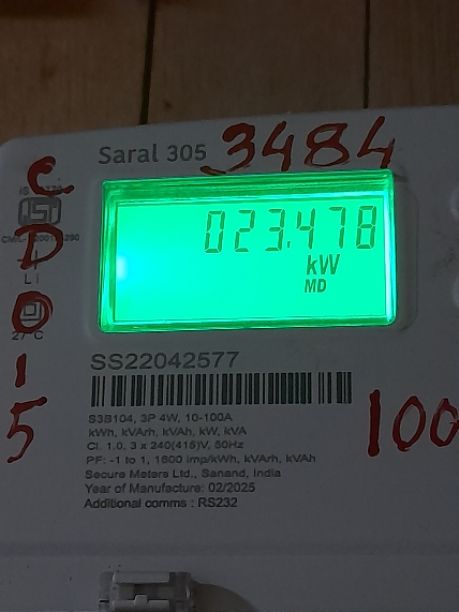 Saral 305 3484
023.478
kW
MD
C
D
0
1
5
SS22042577
S3B104, 3P 4W, 10-100A
kWh, kVArh, kVAh, kW, kVA
Cl. 1.0, 3 x 240(415)V, 50Hz
PF: -1 to 1, 1600 imp/kWh, kVArh, kVAh
Secure Meters Ltd., Sanand, India
Year of Manufacture: 02/2025
Additional comms : RS232
100
27°C